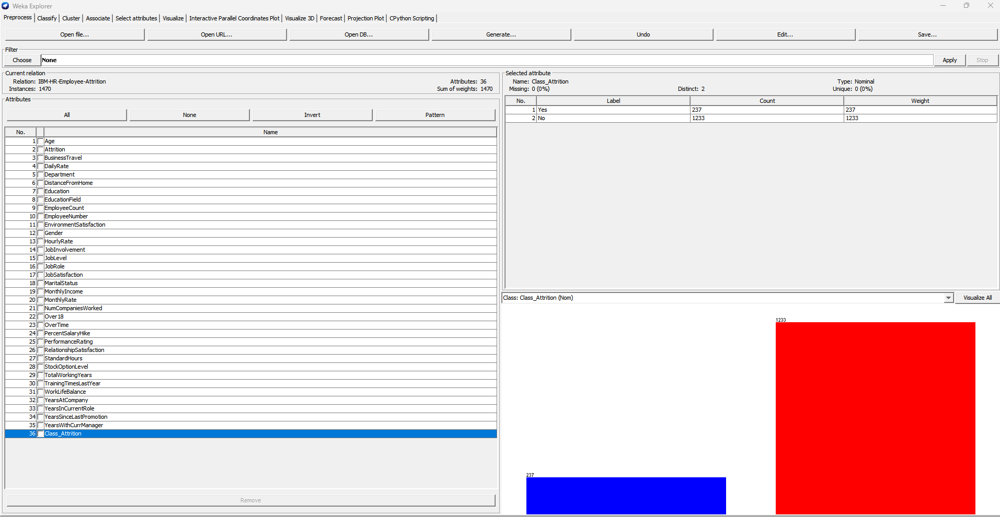 Weka Explorer
Preprocess Classify Cluster Associate Select attributes Visualize Interactive Parallel Coordinates Plot Visualize 3D Forecast Projection Plot CPython Scripting
Open file... Open URL... Open DB... Generate... Undo Edit... Save...
Filter
Choose None Apply Stop
Current relation
Relation: IBM-HR-Employee-Attrition Attributes: 36
Instances: 1470 Sum of weights: 1470
Attributes
All None Invert Pattern
No. Name
1 Age
2 Attrition
3 BusinessTravel
4 DailyRate
5 Department
6 DistanceFromHome
7 Education
8 EducationField
9 EmployeeCount
10 EmployeeNumber
11 EnvironmentSatisfaction
12 Gender
13 HourlyRate
14 JobInvolvement
15 JobLevel
16 JobRole
17 JobSatisfaction
18 MaritalStatus
19 MonthlyIncome
20 MonthlyRate
21 NumCompaniesWorked
22 Over18
23 OverTime
24 PercentSalaryHike
25 PerformanceRating
26 RelationshipSatisfaction
27 StandardHours
28 StockOptionLevel
29 TotalWorkingYears
30 TrainingTimesLastYear
31 WorkLifeBalance
32 YearsAtCompany
33 YearsInCurrentRole
34 YearsSinceLastPromotion
35 YearsWithCurrManager
36 Class_Attrition
Remove
Selected attribute
Name: Class_Attrition Type: Nominal
Missing: 0 (0%) Distinct: 2 Unique: 0 (0%)
No. Label Count Weight
1 Yes 237 237
2 No 1233 1233
Class: Class_Attrition (Nom) Visualize All
1233
237